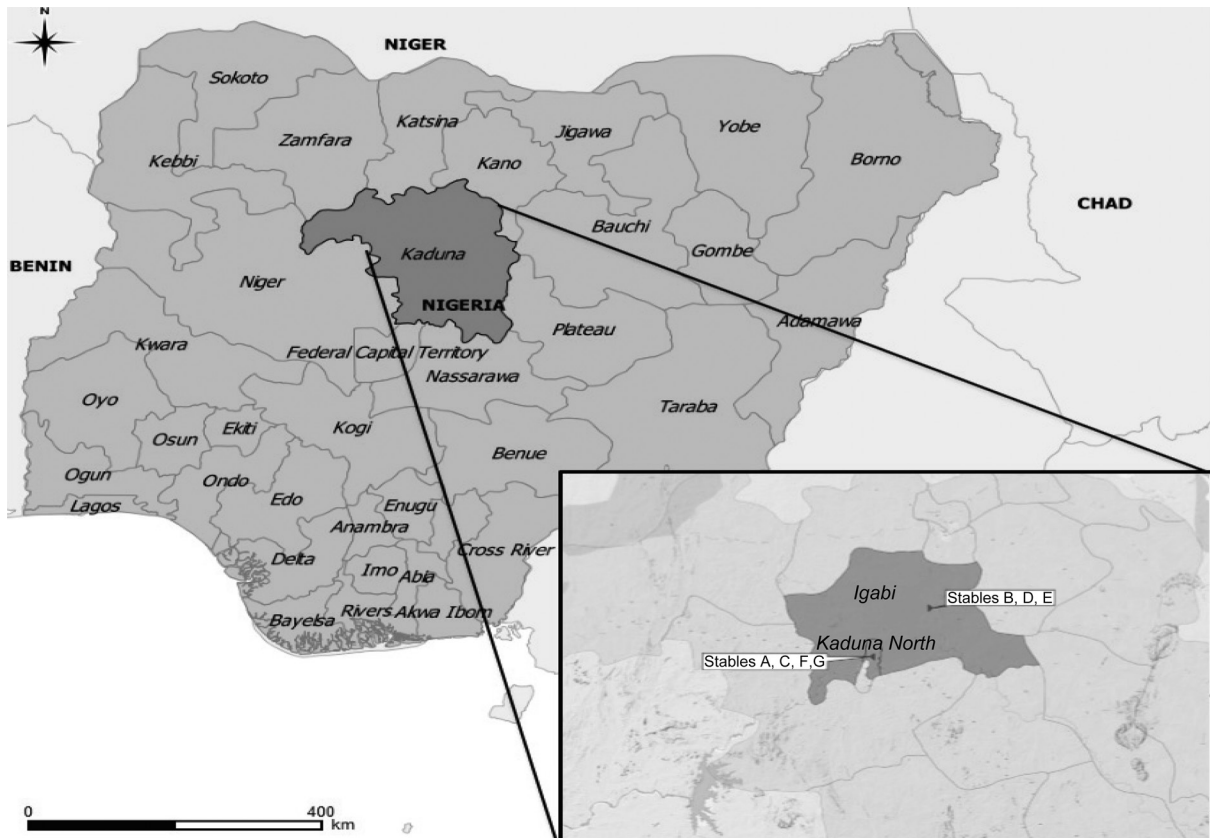 N
NIGER
Sokoto
Katsina
Jigawa
Yobe
Zamfara
Kebbi
Kano
Borno
CHAD
Bauchi
Gombe
Kaduna
BENIN
Niger
NIGERIA
Adamawa
Plateau
Kwara
Federal Capital Territory
Nassarawa
Oyo
Taraba
Ekiti
Kogi
Osun
Benue
Ogun
Ondo
Edo
Enugu
Lagos
Anambra
Cross River
Delta
Imo
Abia
Rivers
Akwa Ibom
Bayelsa
Igabi
Stables B, D, E
Kaduna North
Stables A, C, F,G
0 400
km